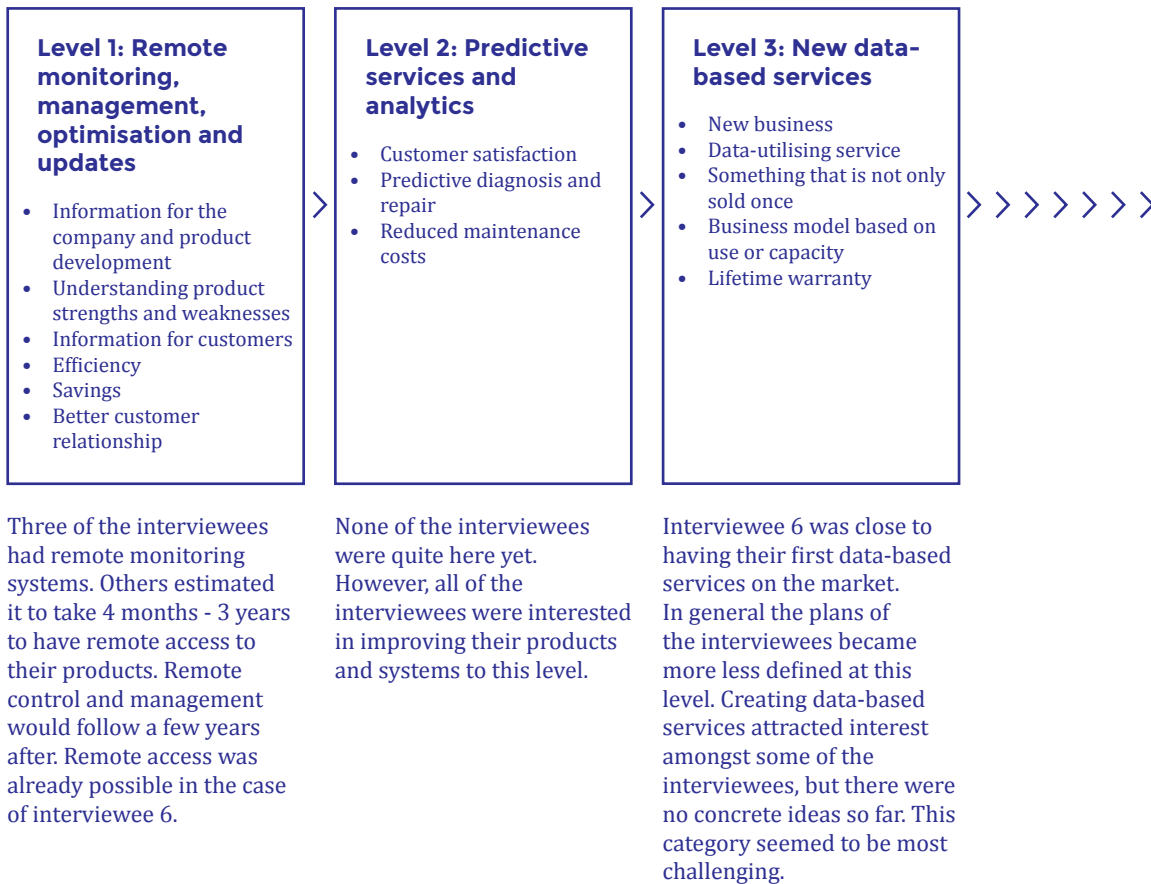 Level 1: Remote
monitoring,
management,
optimisation and
updates
• Information for the
company and product
development
• Understanding product
strengths and weaknesses
• Information for customers
• Efficiency
• Savings
• Better customer
relationship
Three of the interviewees
had remote monitoring
systems. Others estimated
it to take 4 months - 3 years
to have remote access to
their products. Remote
control and management
would follow a few years
after. Remote access was
already possible in the case
of interviewee 6.
Level 2: Predictive
services and
analytics
• Customer satisfaction
• Predictive diagnosis and
repair
• Reduced maintenance
costs
None of the interviewees
were quite here yet.
However, all of the
interviewees were interested
in improving their products
and systems to this level.
Level 3: New data-
based services
• New business
• Data-utilising service
• Something that is not only
sold once
• Business model based on
use or capacity
• Lifetime warranty
Interviewee 6 was close to
having their first data-based
services on the market.
In general the plans of
the interviewees became
more less defined at this
level. Creating data-based
services attracted interest
amongst some of the
interviewees, but there were
no concrete ideas so far. This
category seemed to be most
challenging.